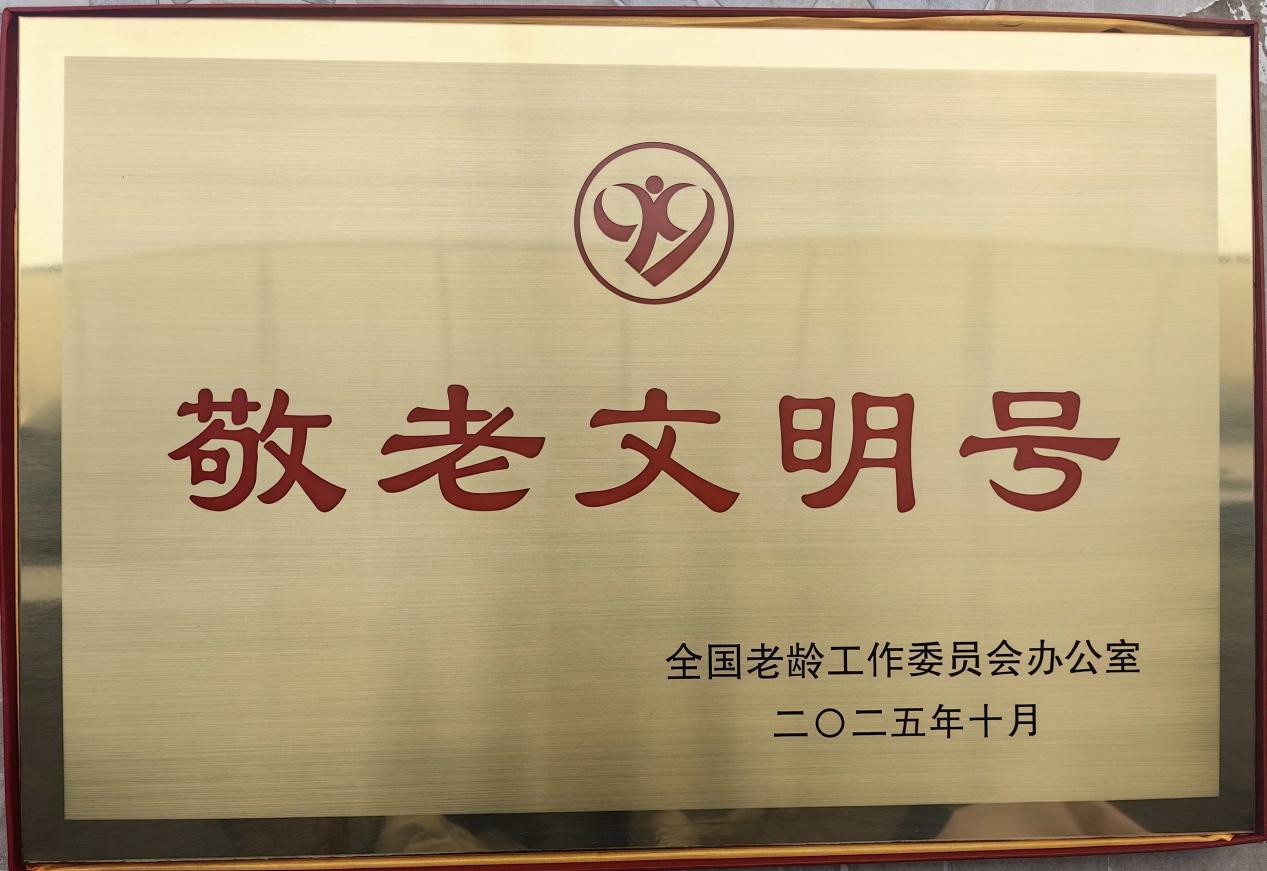 敬老文明号
全国老龄工作委员会办公室
二〇二五年十月